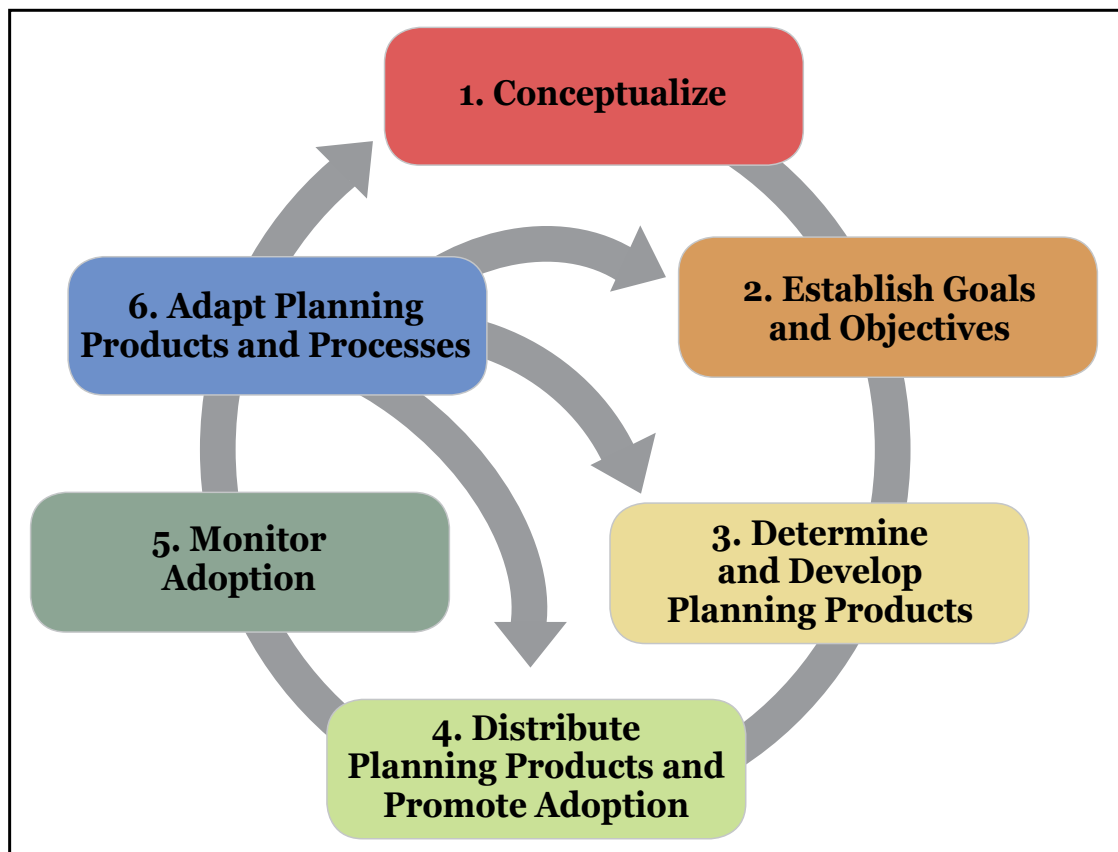 1. Conceptualize
2. Establish Goals
and Objectives
3. Determine
and Develop
Planning Products
4. Distribute
Planning Products and
Promote Adoption
5. Monitor
Adoption
6. Adapt Planning
Products and Processes